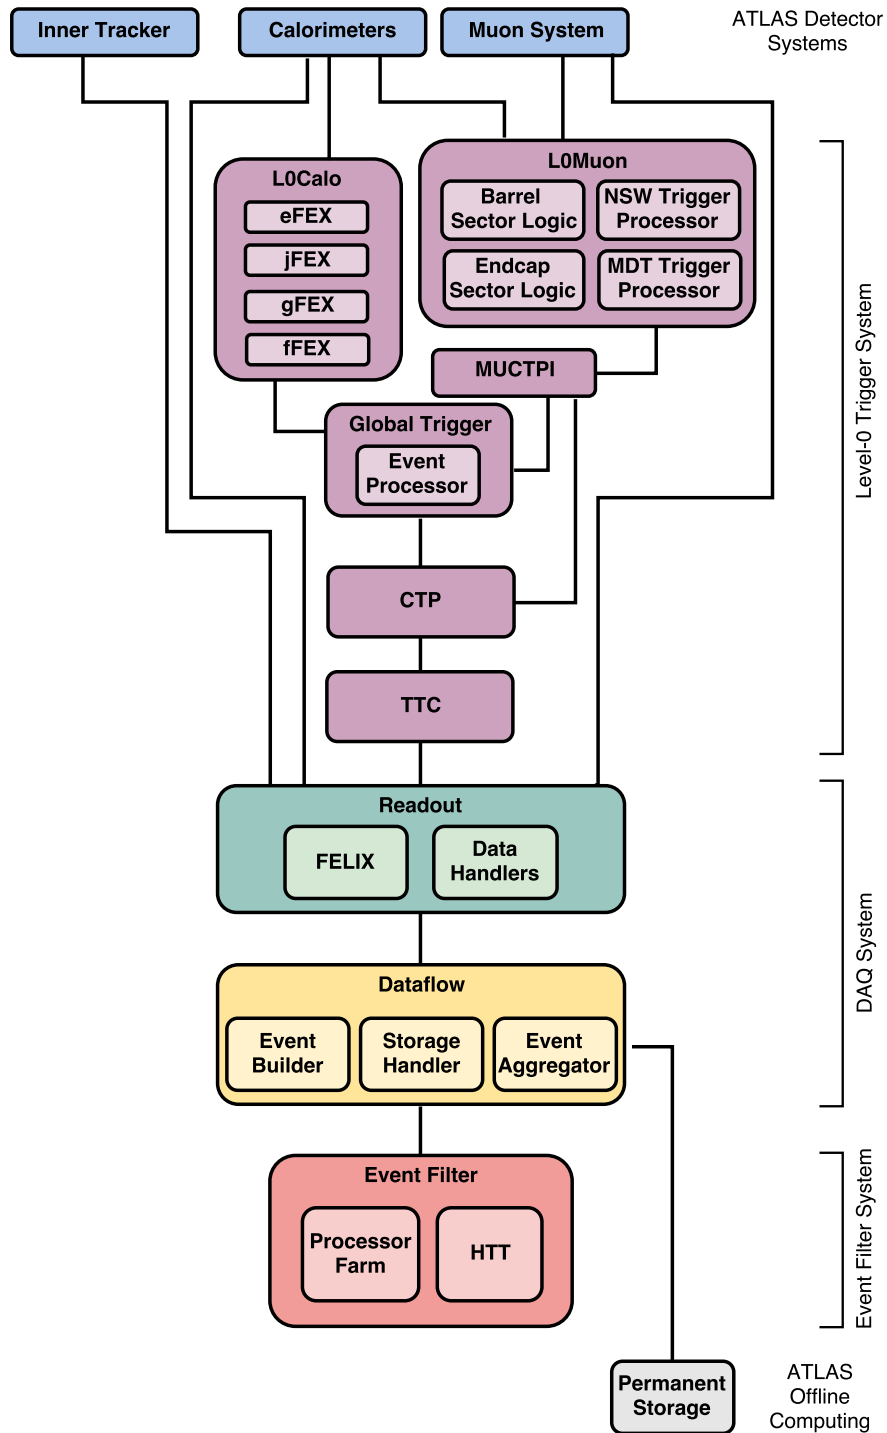 Inner Tracker
Calorimeters
Muon System
ATLAS Detector
Systems
L0Calo
eFEX
jFEX
gFEX
fFEX
L0Muon
Barrel
Sector Logic
NSW Trigger
Processor
Endcap
Sector Logic
MDT Trigger
Processor
MUCTPI
Global Trigger
Event
Processor
CTP
TTC
Level-0 Trigger System
Readout
FELIX
Data
Handlers
Dataflow
Event
Builder
Storage
Handler
Event
Aggregator
DAQ System
Event Filter
Processor
Farm
HTT
Event Filter System
Permanent
Storage
ATLAS
Offline
Computing